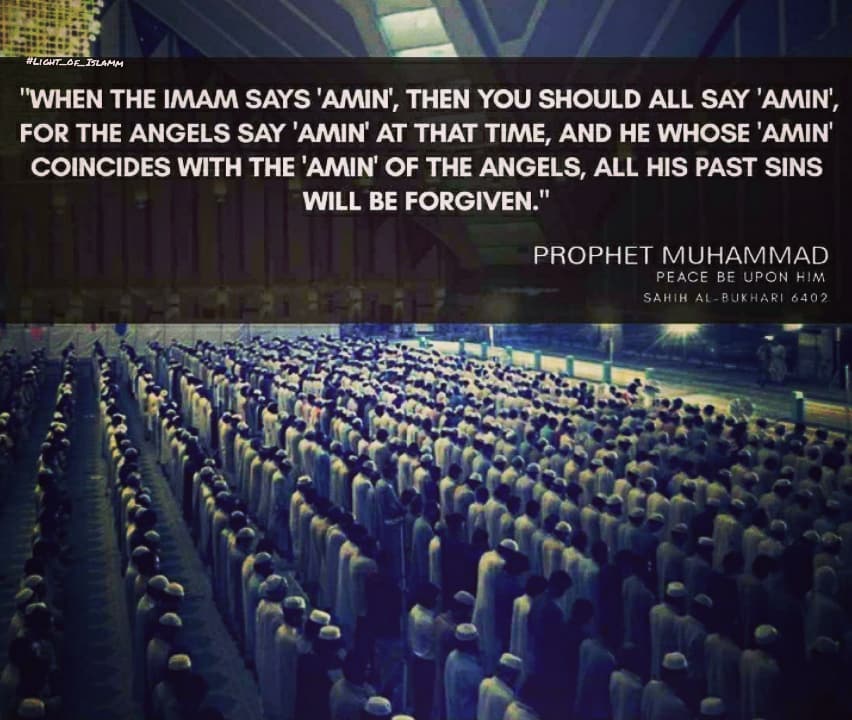 #Light_of_Islamm
"WHEN THE IMAM SAYS 'AMIN', THEN YOU SHOULD ALL SAY 'AMIN',
FOR THE ANGELS SAY 'AMIN' AT THAT TIME, AND HE WHOSE 'AMIN'
COINCIDES WITH THE 'AMIN' OF THE ANGELS, ALL HIS PAST SINS
WILL BE FORGIVEN."
PROPHET MUHAMMAD
PEACE BE UPON HIM
SAHIH AL-BUKHARI 6402